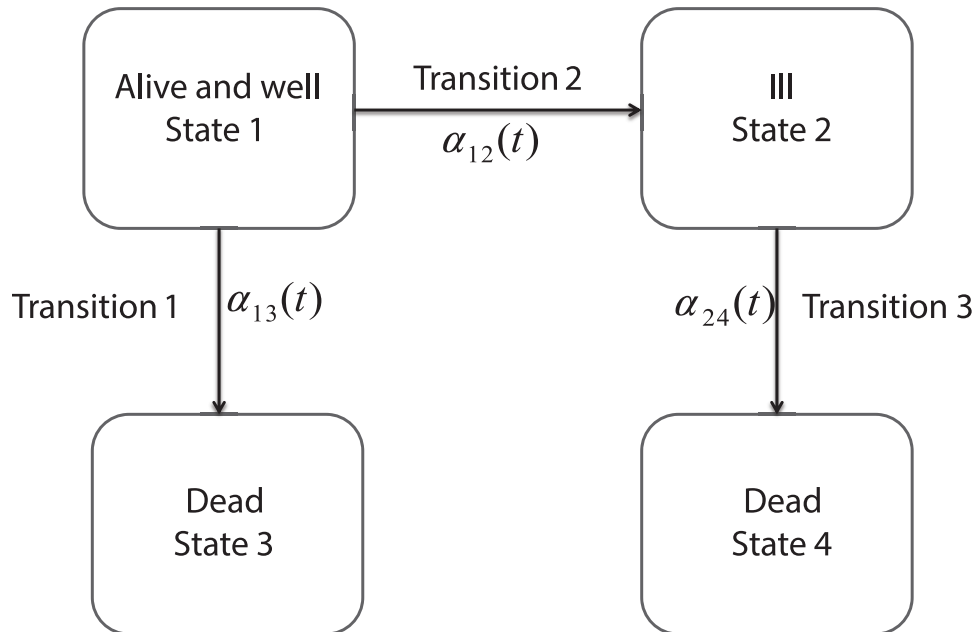 Alive and well
State 1
Transition 2
α₁₂(t)
Ill
State 2
Transition 1
α₁₃(t)
α₂₄(t)
Transition 3
Dead
State 3
Dead
State 4